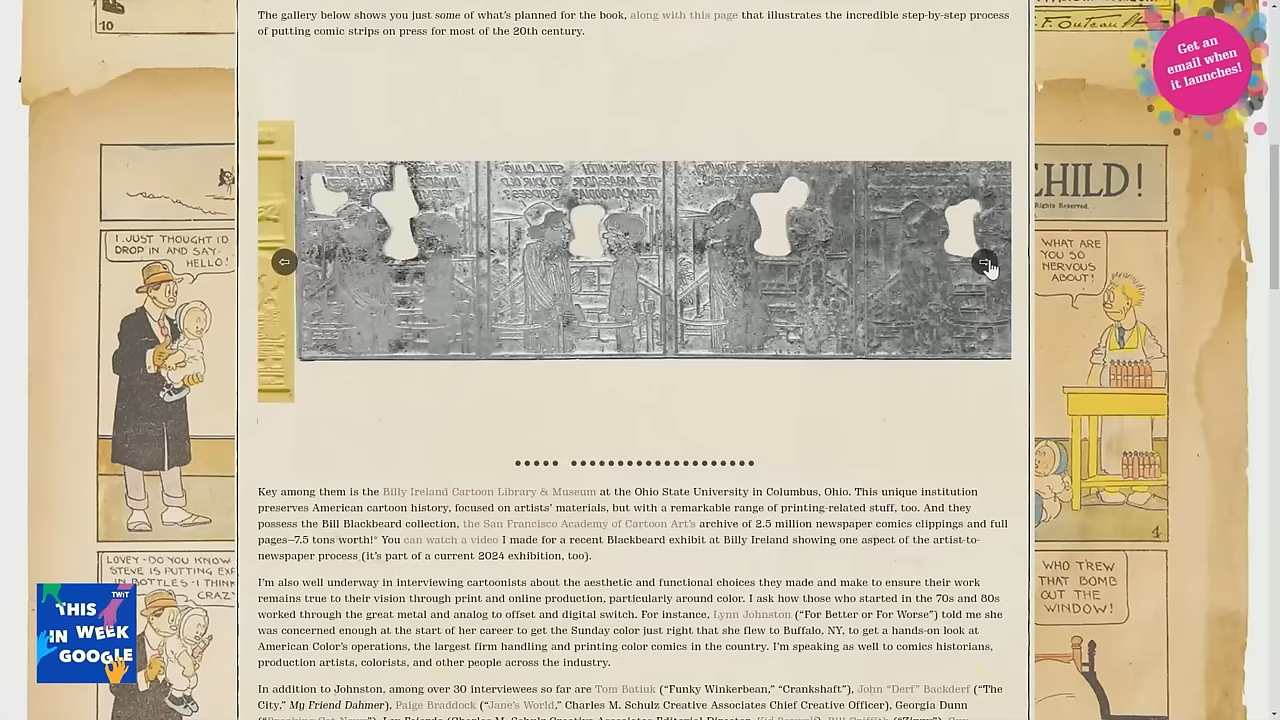 The gallery below shows you just some of what's planned for the book, along with this page that illustrates the incredible step-by-step process
of putting comic strips on press for most of the 20th century.
F. Outcault
Get an
email when
it launches!
10
CHILD!
Rights Reserved.
I JUST THOUGHT I'D
DROP IN AND SAY-
HELLO!
WHAT ARE
YOU SO
NERVOUS
ABOUT!
Key among them is the Billy Ireland Cartoon Library & Museum at the Ohio State University in Columbus, Ohio. This unique institution
preserves American cartoon history, focused on artists' materials, but with a remarkable range of printing-related stuff, too. And they
possess the Bill Blackbeard collection, the San Francisco Academy of Cartoon Art's archive of 2.5 million newspaper comics clippings and full
pages—7.5 tons worth!* You can watch a video I made for a recent Blackbeard exhibit at Billy Ireland showing one aspect of the artist-to-
newspaper process (it's part of a current 2024 exhibition, too).
4.
LOVEY-DO YOU KNOW
STEVE IS PUTTING
IN BOTTLES-I THINK
CRAZY
WHO TREW
THAT BOMB
OUT THE
WINDOW!
I'm also well underway in interviewing cartoonists about the aesthetic and functional choices they made and make to ensure their work
remains true to their vision through print and online production, particularly around color. I ask how those who started in the 70s and 80s
worked through the great metal and analog to offset and digital switch. For instance, Lynn Johnston ("For Better or For Worse") told me she
was concerned enough at the start of her career to get the Sunday color just right that she flew to Buffalo, NY, to get a hands-on look at
American Color's operations, the largest firm handling and printing color comics in the country. I'm speaking as well to comics historians,
production artists, colorists, and other people across the industry.
TWiT
THIS
IN WEEK
GOOGLE
In addition to Johnston, among over 30 interviewees so far are Tom Batiuk ("Funky Winkerbean," "Crankshaft"), John "Derf" Backderf ("The
City," My Friend Dahmer), Paige Braddock ("Jane's World," Charles M. Schulz Creative Associates Chief Creative Officer), Georgia Dunn